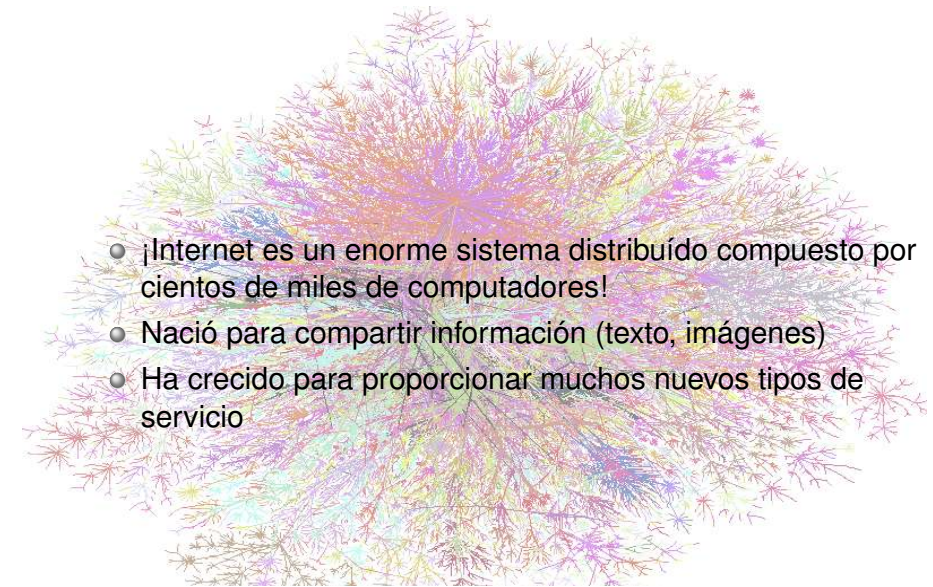 ¡Internet es un enorme sistema distribuído compuesto por
cientos de miles de computadores!
Nació para compartir información (texto, imágenes)
Ha crecido para proporcionar muchos nuevos tipos de
servicio